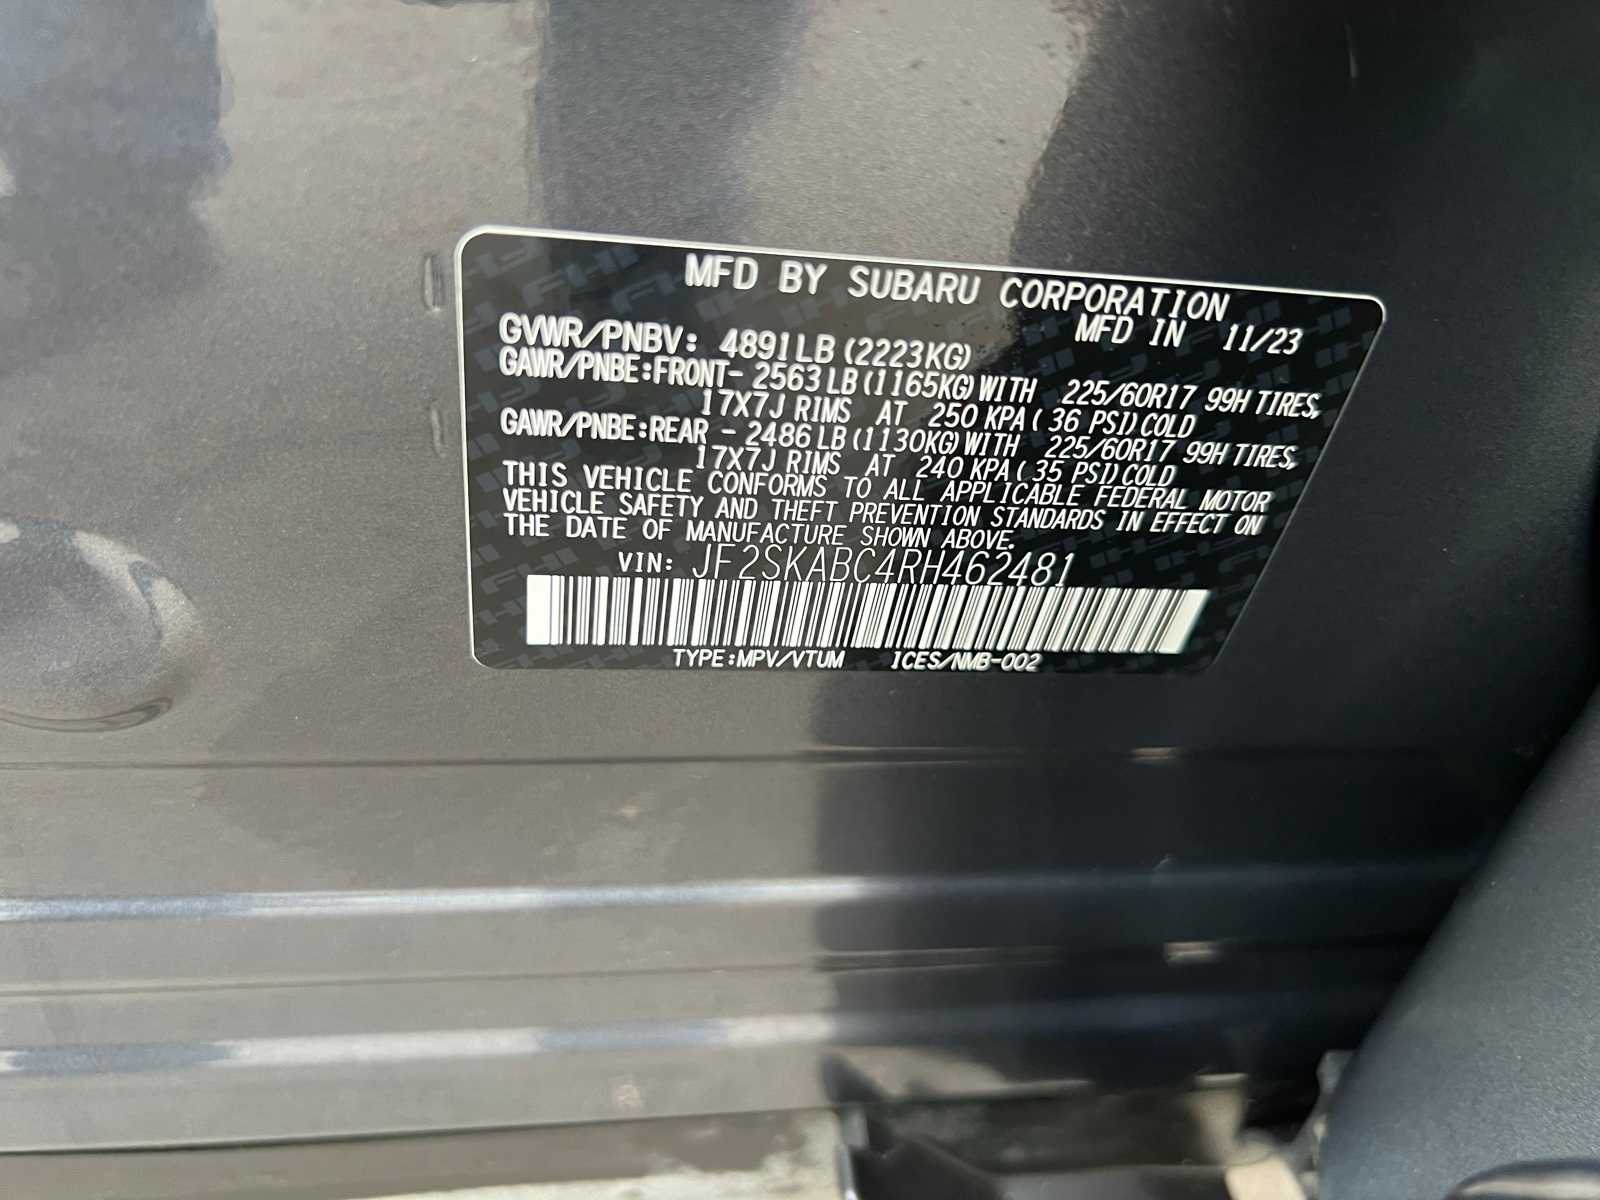 MFD BY SUBARU CORPORATION
MFD IN 11/23
GVWR/PNBV: 4891LB(2223KG)
GAWR/PNBE:FRONT- 2563LB(1165KG)WITH 225/60R17 99H TIRES,
17X7J RIMS AT 250 KPA( 36 PSI)COLD
GAWR/PNBE:REAR - 2486LB(1130KG)WITH 225/60R17 99H TIRES,
17X7J RIMS AT 240 KPA( 35 PSI)COLD
THIS VEHICLE CONFORMS TO ALL APPLICABLE FEDERAL MOTOR
VEHICLE SAFETY AND THEFT PREVENTION STANDARDS IN EFFECT ON
THE DATE OF MANUFACTURE SHOWN ABOVE.
VIN: JF2SKABC4RH462481
TYPE:MPV/VTUM ICES/NMB-002